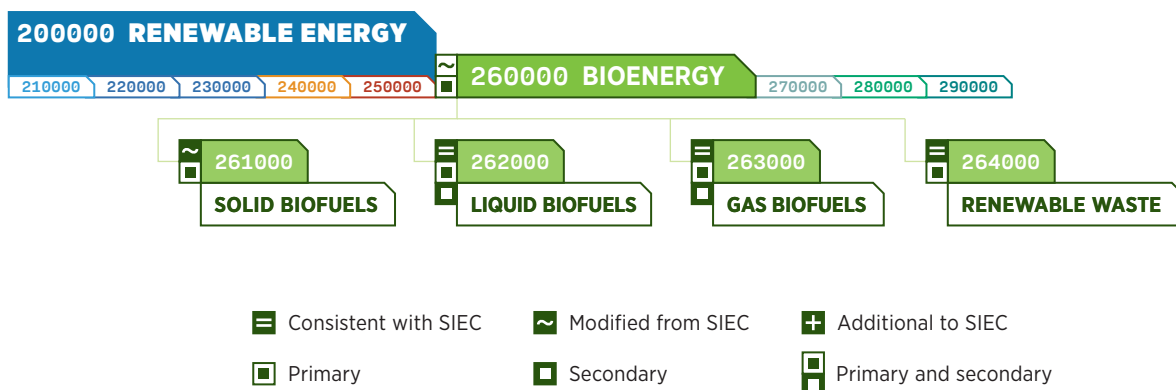 200000 RENEWABLE ENERGY
210000 220000 230000 240000 250000 ~ 260000 BIOENERGY 270000 280000 290000
~ 261000 = 262000 = 263000 = 264000
SOLID BIOFUELS LIQUID BIOFUELS GAS BIOFUELS RENEWABLE WASTE
= Consistent with SIEC ~ Modified from SIEC + Additional to SIEC
Primary Secondary Primary and secondary